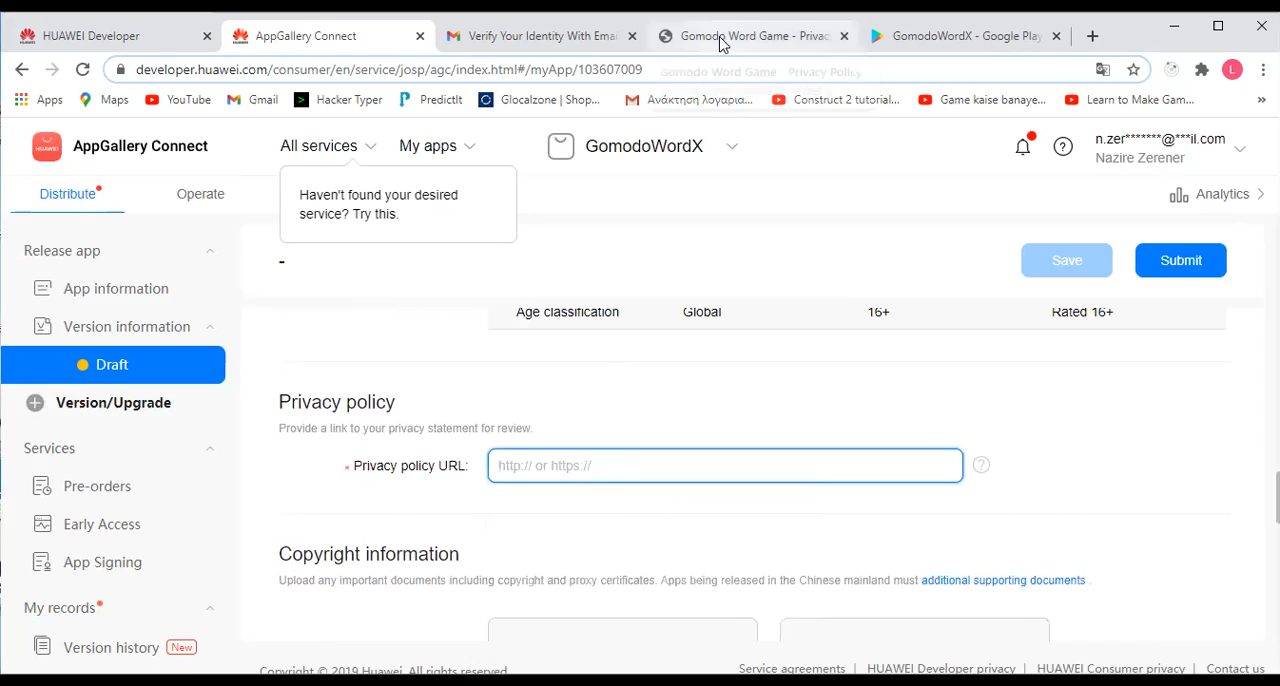 HUAWEI Developer
AppGallery Connect
Verify Your Identity With Emai
Gomodo Word Game - Privac
GomodoWordX - Google Play
developer.huawei.com/consumer/en/service/josp/agc/index.html#/myApp/103607009
Gomodo Word Game - Privacy Policy
L
Apps
Maps
YouTube
Gmail
Hacker Typer
PredictIt
Glocalzone | Shop...
Ανάκτηση λογαρια...
Construct 2 tutorial...
Game kaise banaye...
Learn to Make Gam...
HUAWEI
AppGallery Connect
All services
My apps
GomodoWordX
n.zer*******@***il.com
Nazire Zerener
Haven't found your desired
service? Try this.
Distribute
Operate
Analytics
Release app
App information
Version information
Draft
Version/Upgrade
Services
Pre-orders
Early Access
App Signing
My records
Version history New
-
Save
Submit
Age classification Global 16+ Rated 16+
Privacy policy
Provide a link to your privacy statement for review.
* Privacy policy URL: http:// or https://
Copyright information
Upload any important documents including copyright and proxy certificates. Apps being released in the Chinese mainland must additional supporting documents .
Copyright © 2019 Huawei. All rights reserved.
Service agreements | HUAWEI Developer privacy | HUAWEI Consumer privacy | Contact us